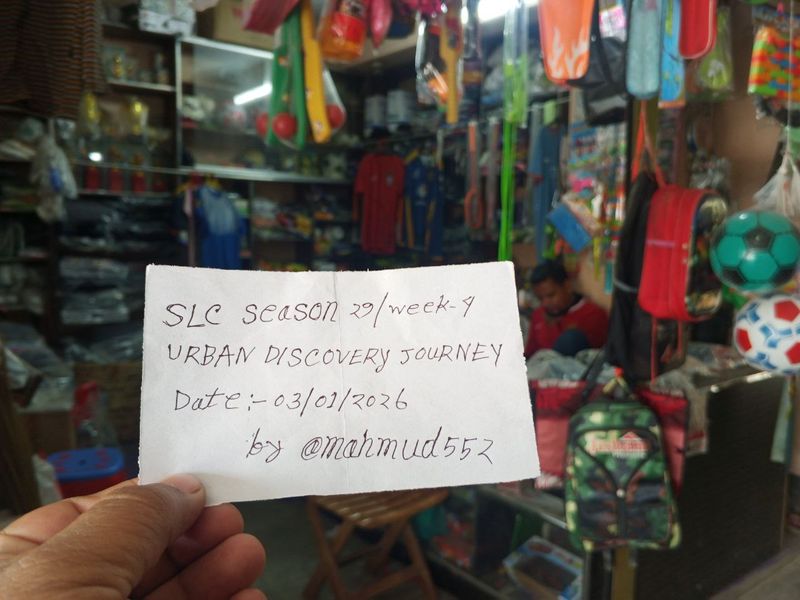 SLC Season 29/week-4
URBAN DISCOVERY JOURNEY
Date:- 03/01/2026
by @mahmud552